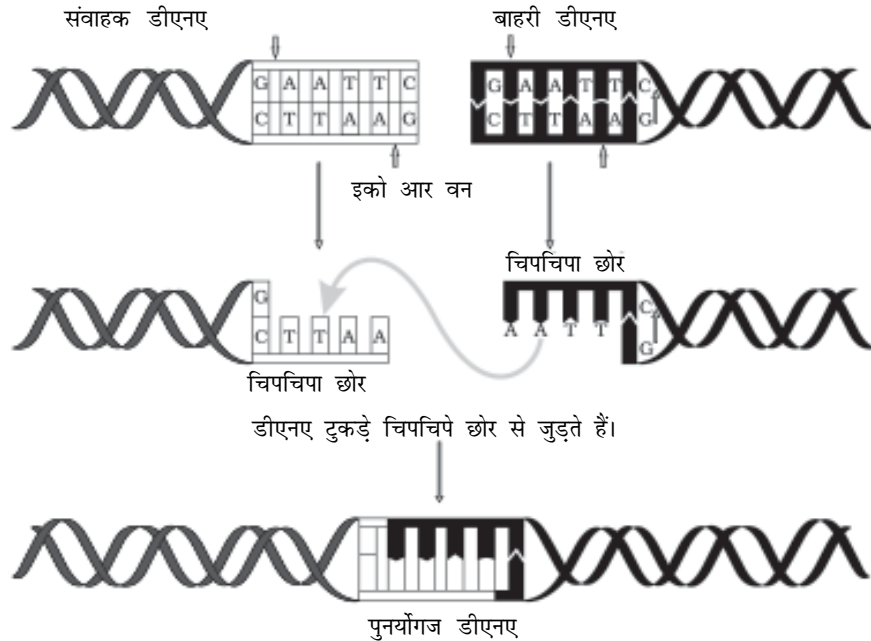 संवाहक डीएनए
बाहरी डीएनए
G A A T T C
C T T A A G
G A A T T C
C T T A A G
इको आर वन
चिपचिपा छोर
G
C T T A A
A A T T C
G
चिपचिपा छोर
डीएनए टुकड़े चिपचिपे छोर से जुड़ते हैं।
पुनर्योगज डीएनए